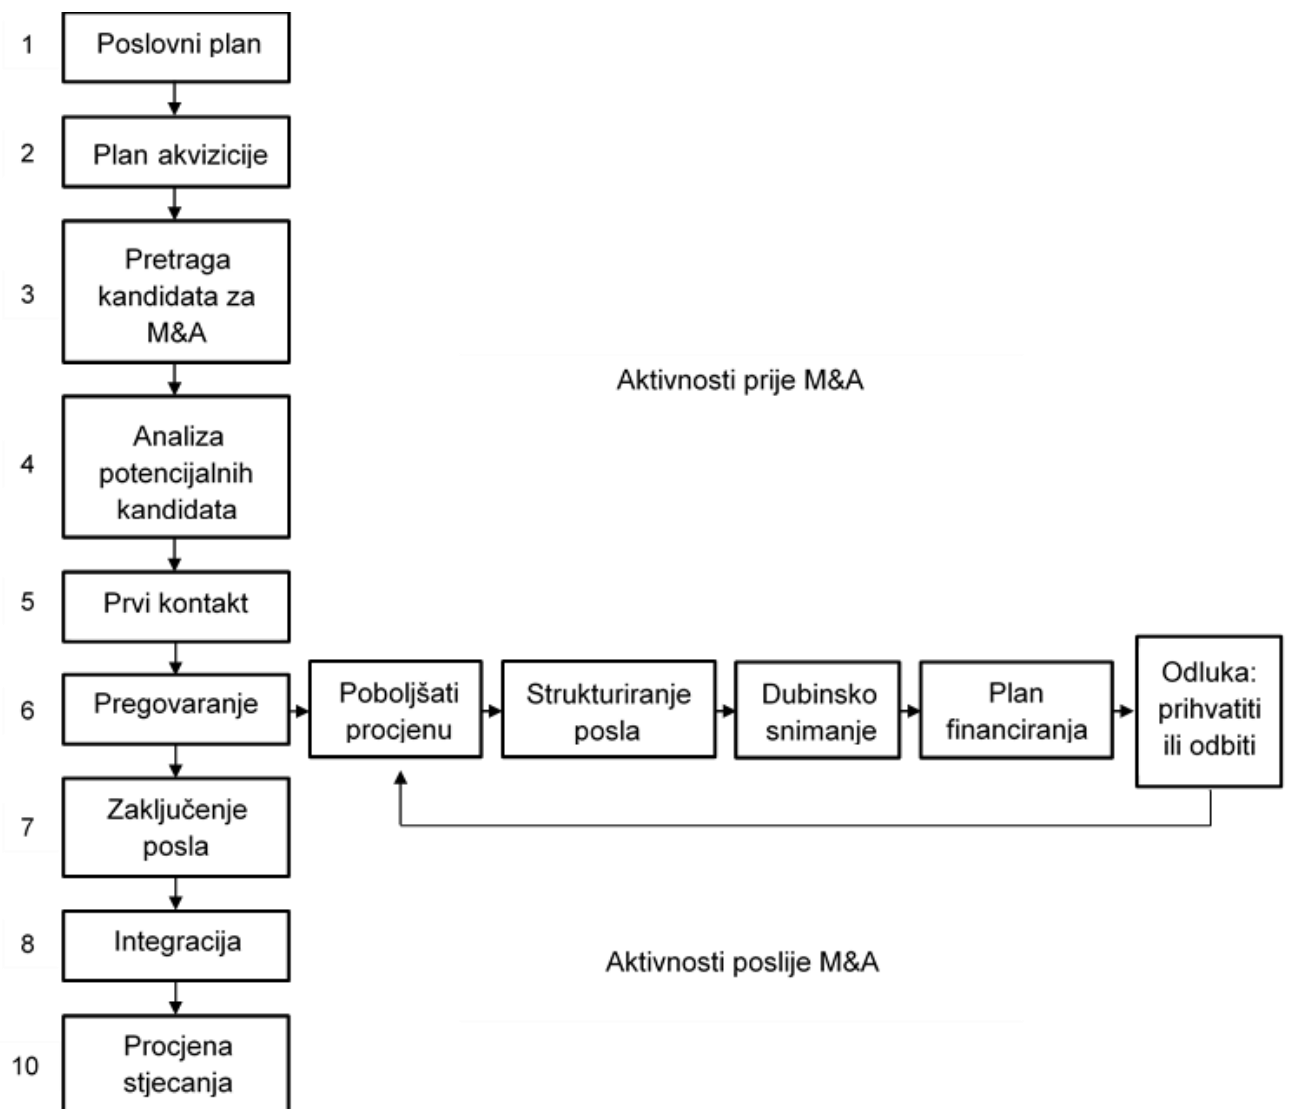 1
Poslovni plan
2
Plan akvizicije
3
Pretraga
kandidata za
M&A
Aktivnosti prije M&A
4
Analiza
potencijalnih
kandidata
5
Prvi kontakt
6
Pregovaranje
Poboljšati
procjenu
Strukturiranje
posla
Dubinsko
snimanje
Plan
financiranja
Odluka:
prihvatiti
ili odbiti
7
Zaključenje
posla
8
Integracija
Aktivnosti poslije M&A
10
Procjena
stjecanja